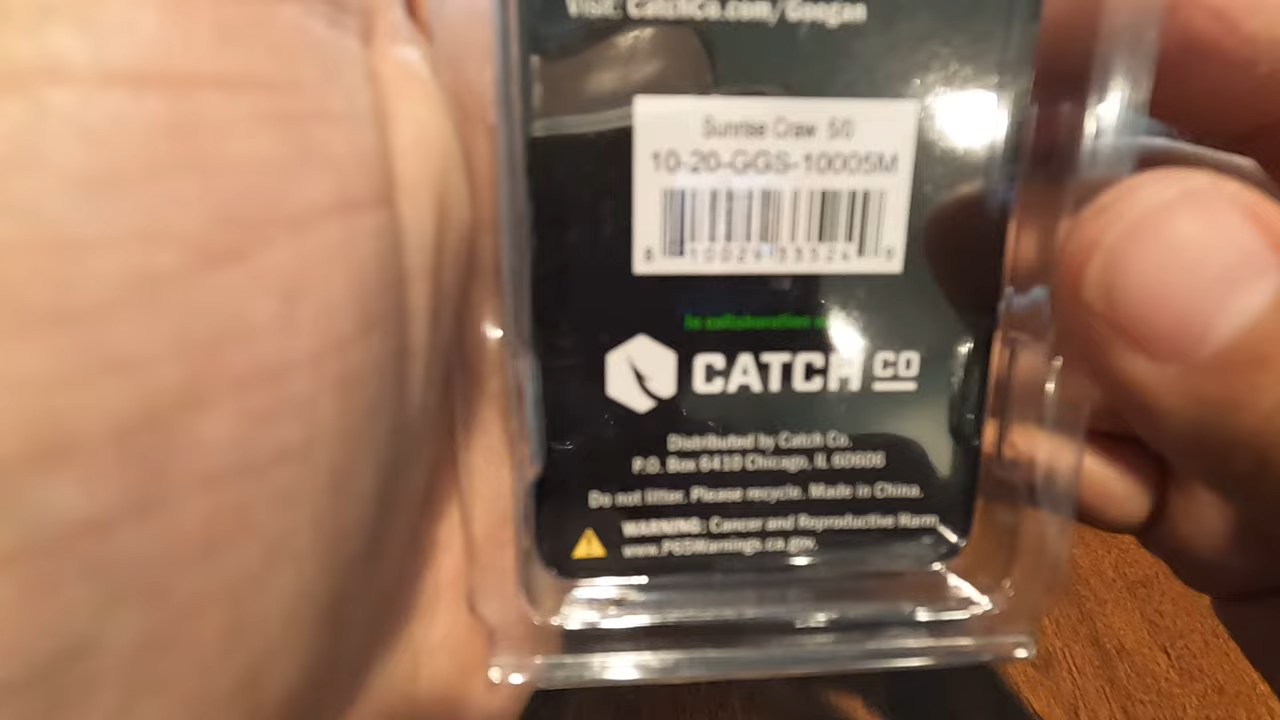 Visit: CatchCo.com/Googan
Sunrise Craw 5/0
10-20-GGS-10005M
In collaboration
CATCH CO
Distributed by Catch Co.
P.O. Box 6419 Chicago, IL 60606
Do not litter. Please recycle. Made in China.
WARNING: Cancer and Reproductive Harm
www.P65Warnings.ca.gov.